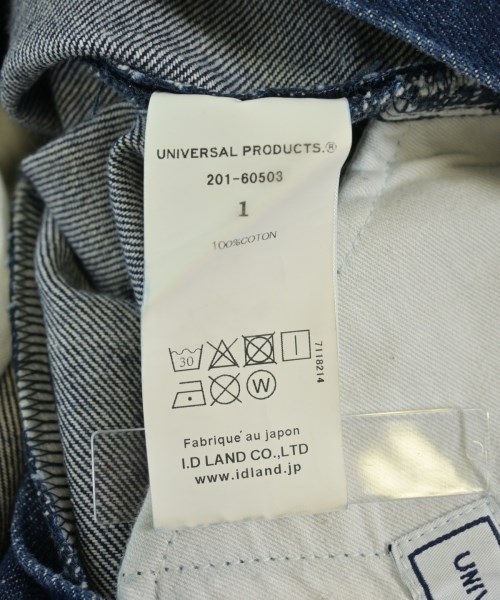 UNIVERSAL PRODUCTS.®
201-60503
1
100%COTON
30
W
7118214
Fabrique´ au japon
I.D LAND CO.,LTD
www.idland.jp
UNIV